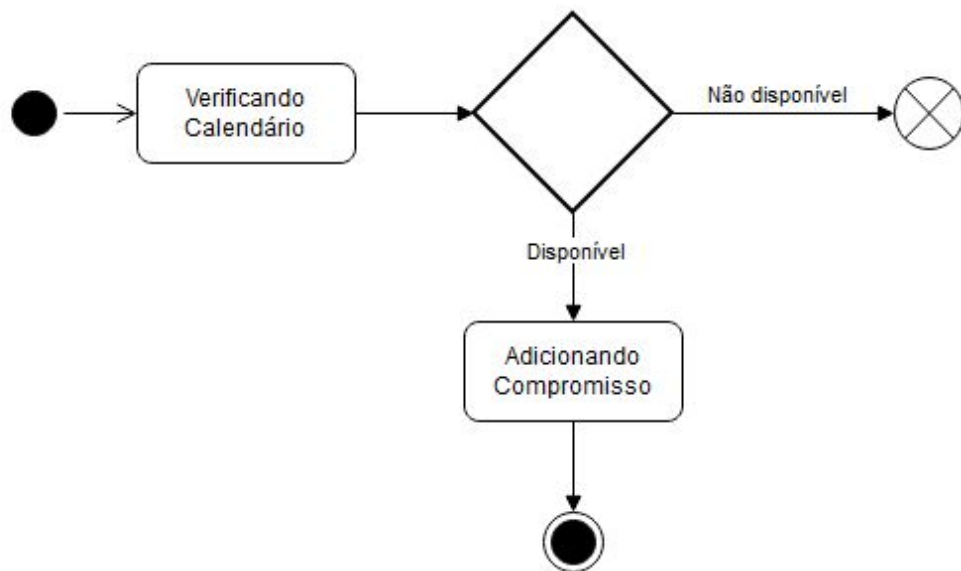 Verificando
Calendário
Não disponível
Disponível
Adicionando
Compromisso